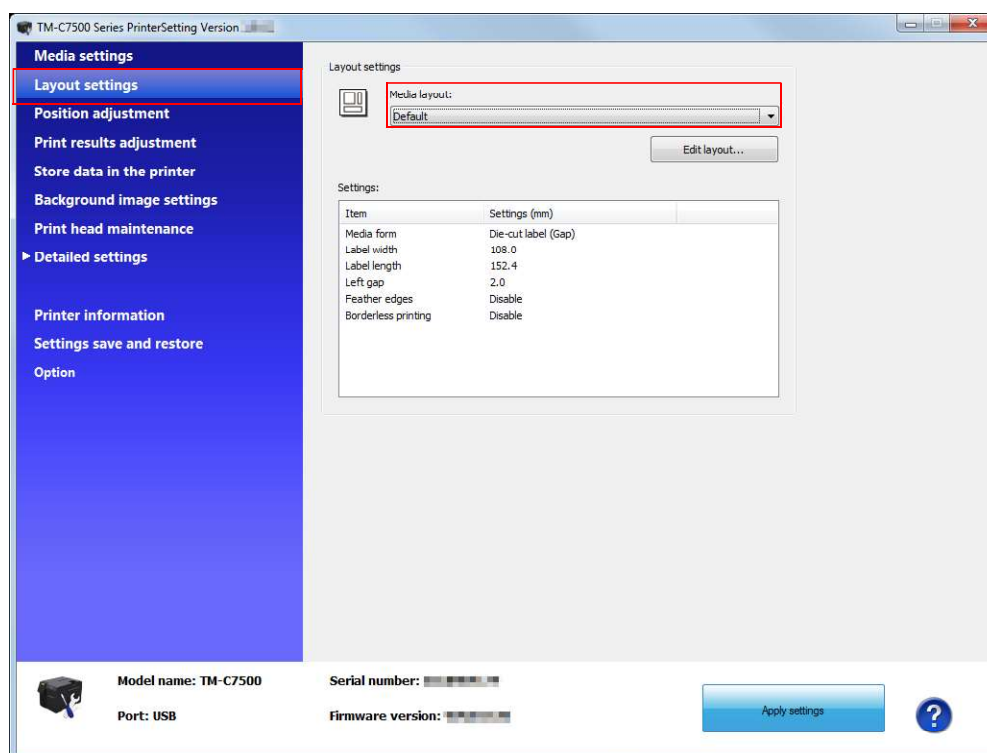 TM-C7500 Series PrinterSetting Version
Media settings
Layout settings
Position adjustment
Print results adjustment
Store data in the printer
Background image settings
Print head maintenance
Detailed settings
Printer information
Settings save and restore
Option
Layout settings
Media layout:
Default
Edit layout...
Settings:
Item Settings (mm)
Media form Die-cut label (Gap)
Label width 108.0
Label length 152.4
Left gap 2.0
Feather edges Disable
Borderless printing Disable
Model name: TM-C7500 Serial number:
Port: USB Firmware version:
Apply settings
?